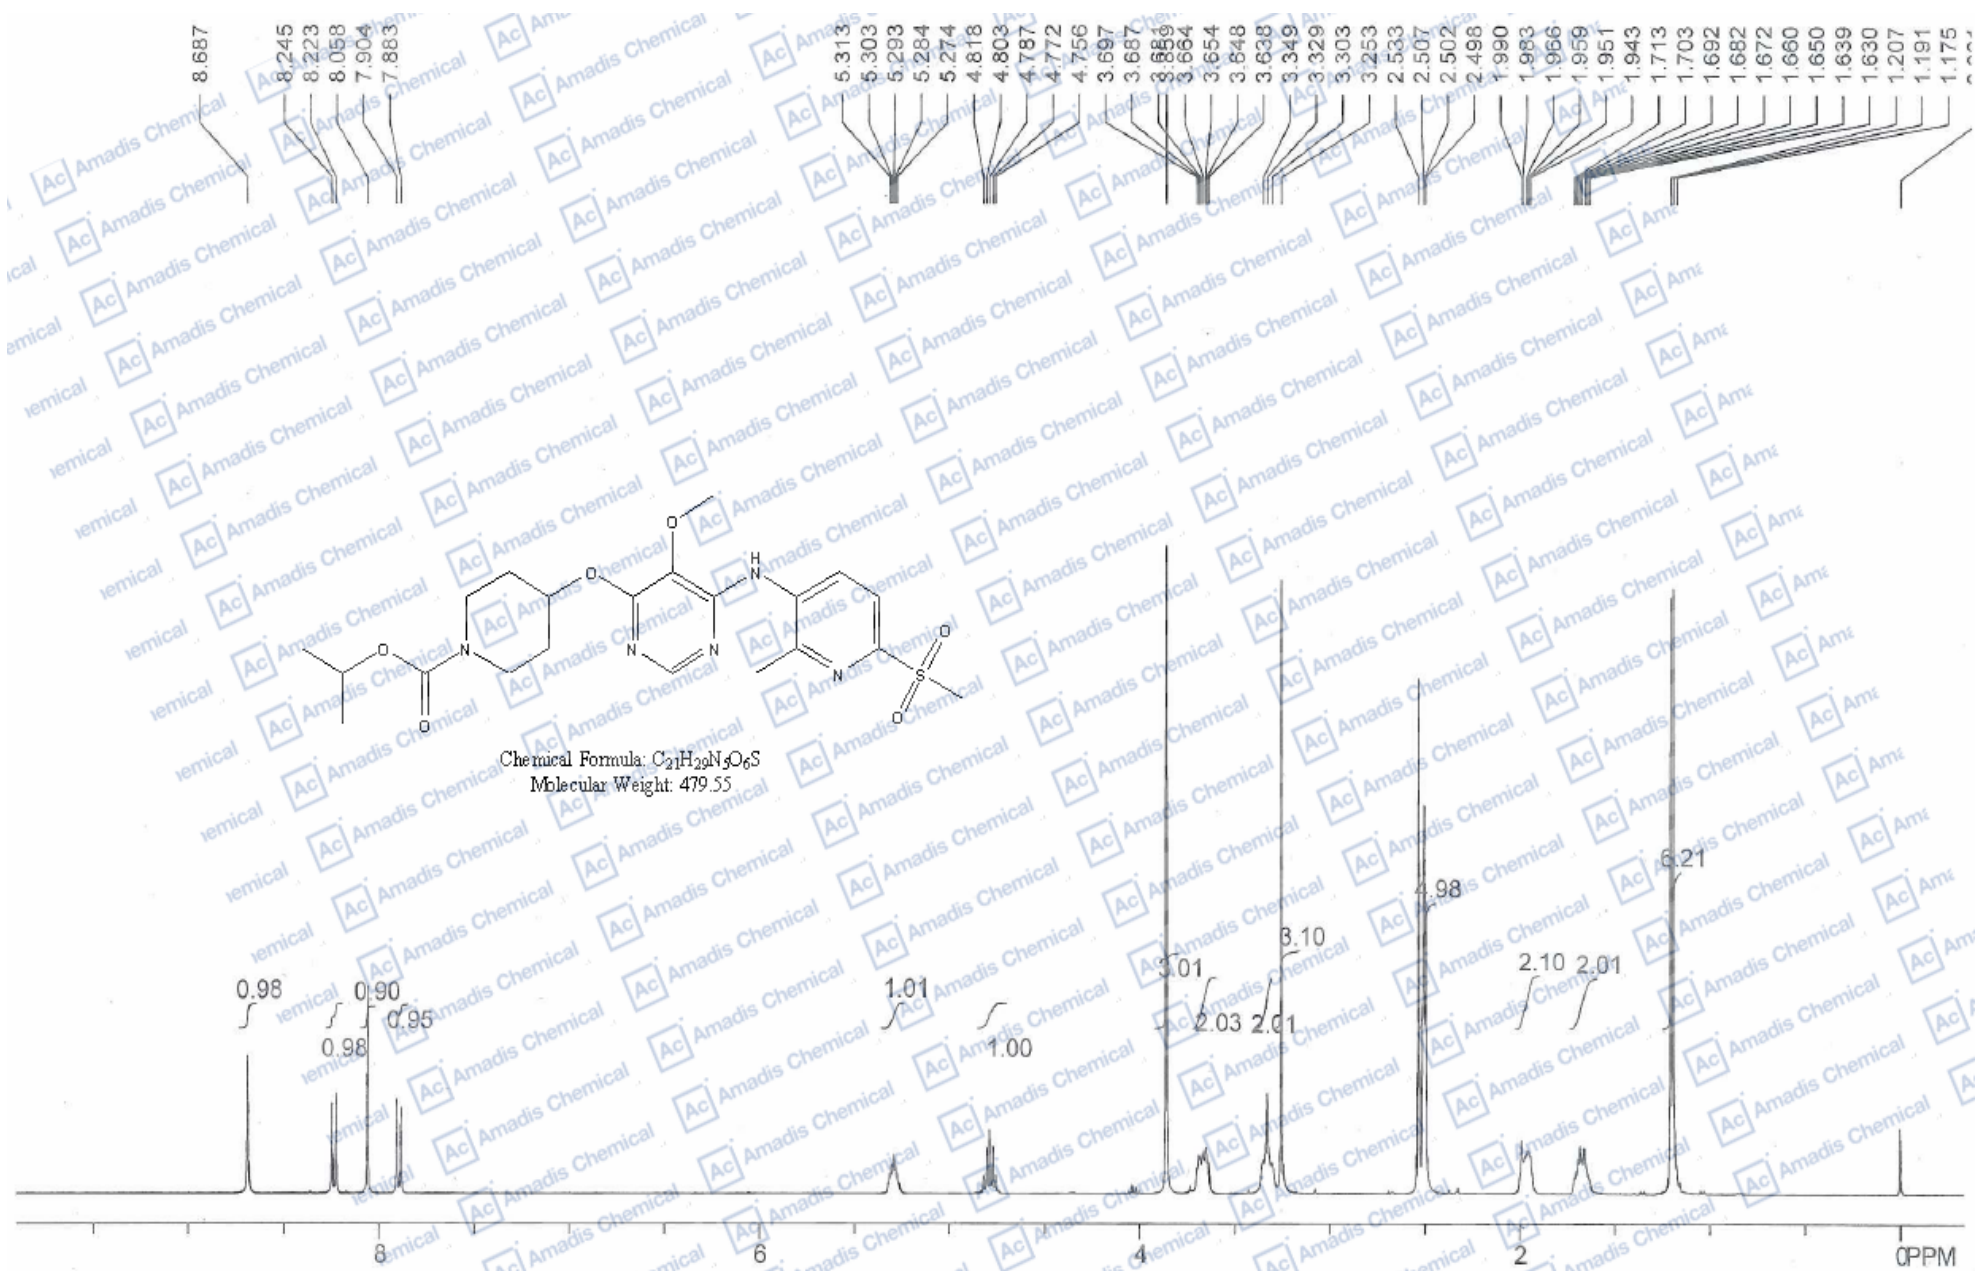 8.687
8.245
8.223
8.058
7.904
7.883
5.313
5.303
5.293
5.284
5.274
4.818
4.803
4.787
4.772
4.756
3.697
3.687
3.664
3.654
3.648
3.638
3.349
3.329
3.303
3.253
2.533
2.507
2.502
2.498
1.990
1.983
1.966
1.959
1.951
1.943
1.713
1.703
1.692
1.682
1.672
1.660
1.650
1.639
1.630
1.207
1.191
1.175
O
O
H
N
O
O
N
N
N
O
N
S
O
O
Chemical Formula: C21H29N5O6S
Molecular Weight: 479.55
6.21
4.98
3.10
3.01
2.10 2.01
0.98 0.90 1.01
0.95 2.03 2.01
0.98 1.00
8 6 4 2 0PPM
Ac Amadis Chemical